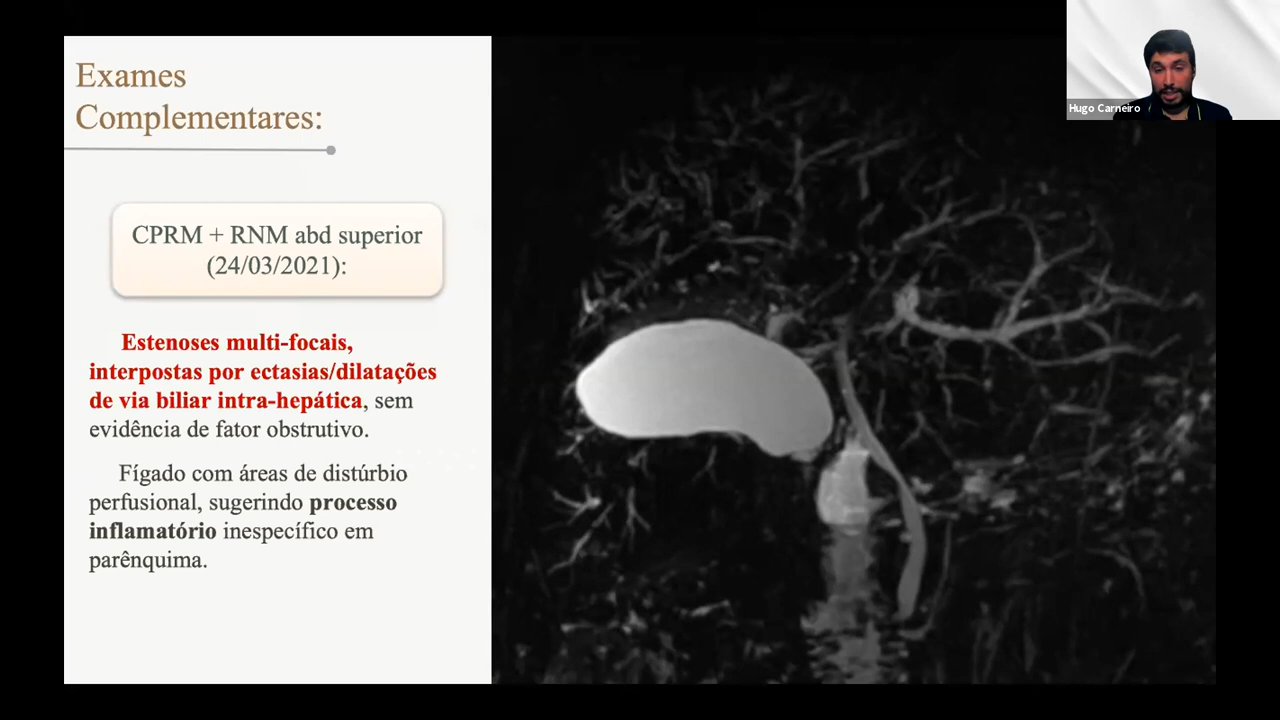 Exames
Complementares:
CPRM + RNM abd superior
(24/03/2021):
Estenoses multi-focais,
interpostas por ectasias/dilatações
de via biliar intra-hepática, sem
evidência de fator obstrutivo.
Fígado com áreas de distúrbio
perfusional, sugerindo processo
inflamatório inespecífico em
parênquima.
Hugo Carneiro